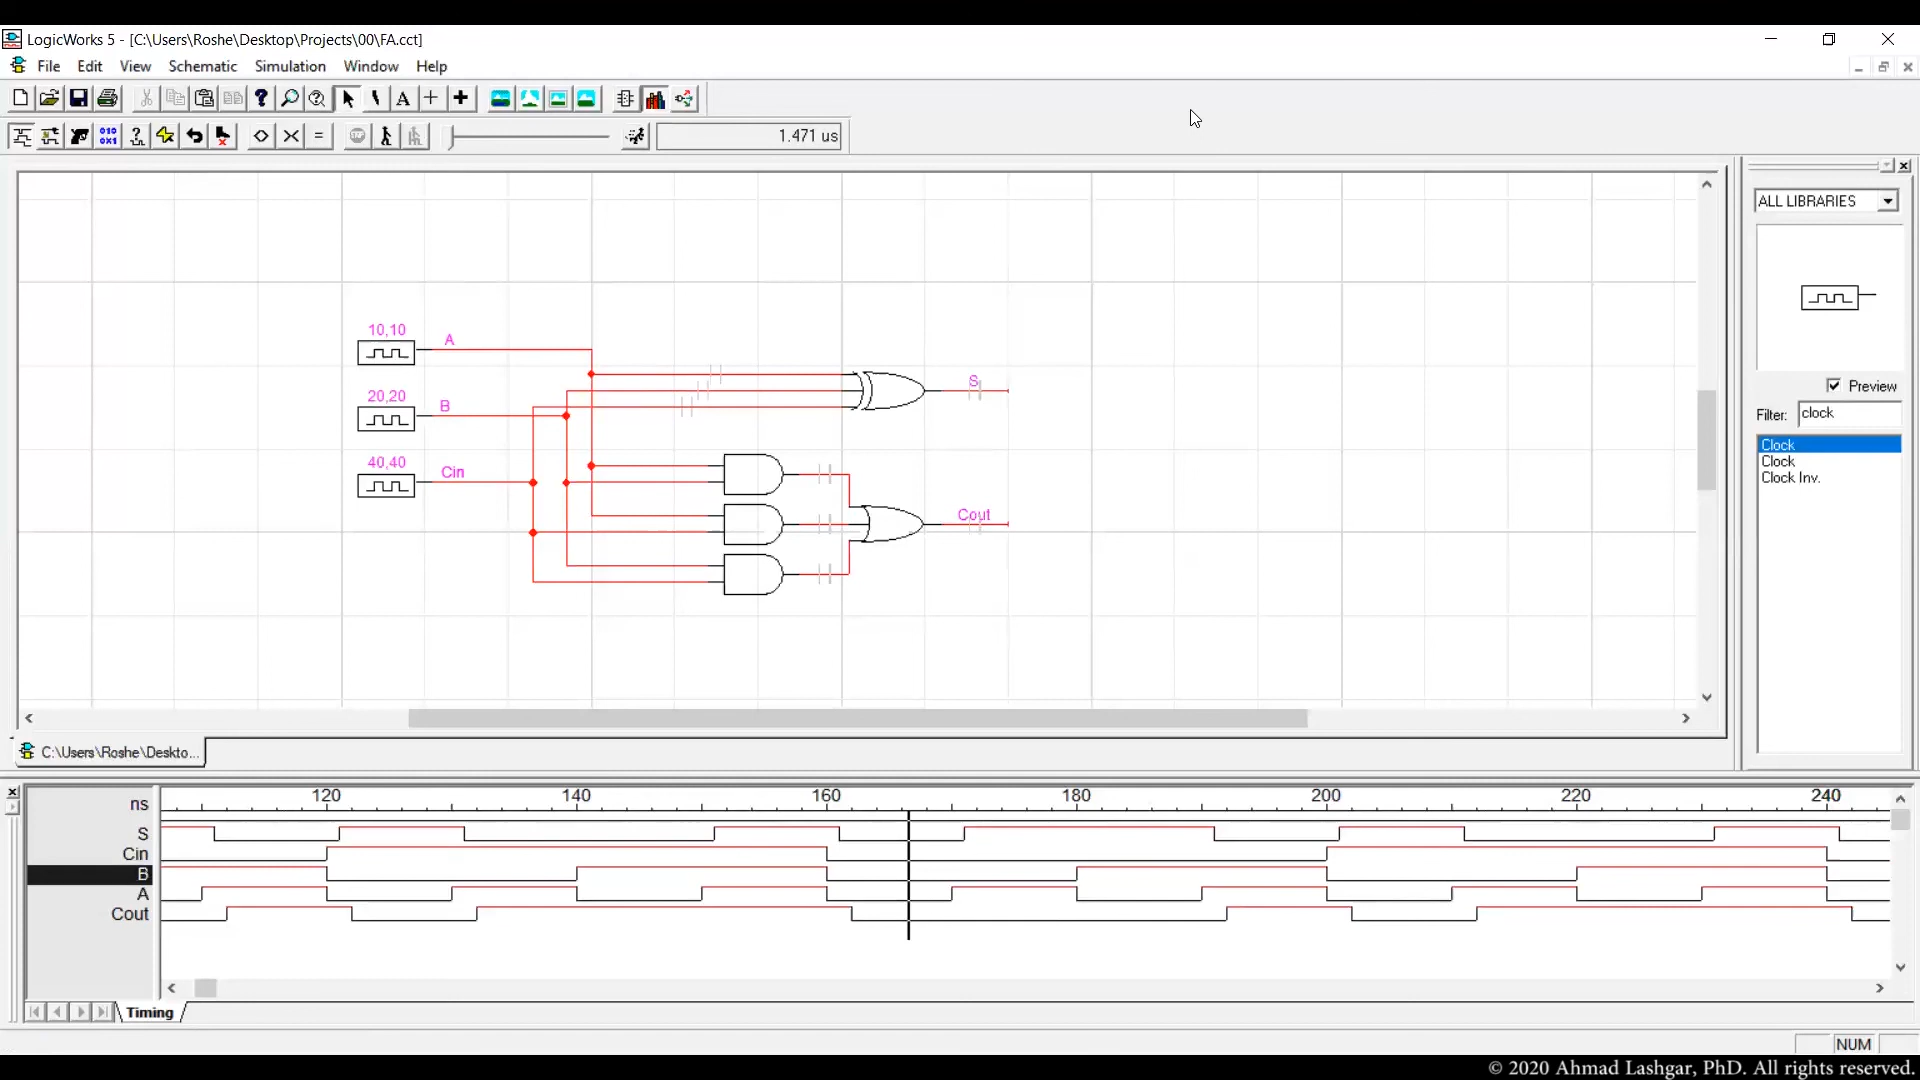 LogicWorks 5 - [C:\Users\Roshe\Desktop\Projects\00\FA.cct]
File Edit View Schematic Simulation Window Help
1.471 us
ALL LIBRARIES
Preview
Filter: clock
Clock
Clock
Clock Inv.
10,10
A
20,20
B
40,40
Cin
S
Cout
C:\Users\Roshe\Deskto...
ns 120 140 160 180 200 220 240
S
Cin
B
A
Cout
Timing
NUM
© 2020 Ahmad Lashgar, PhD. All rights reserved.